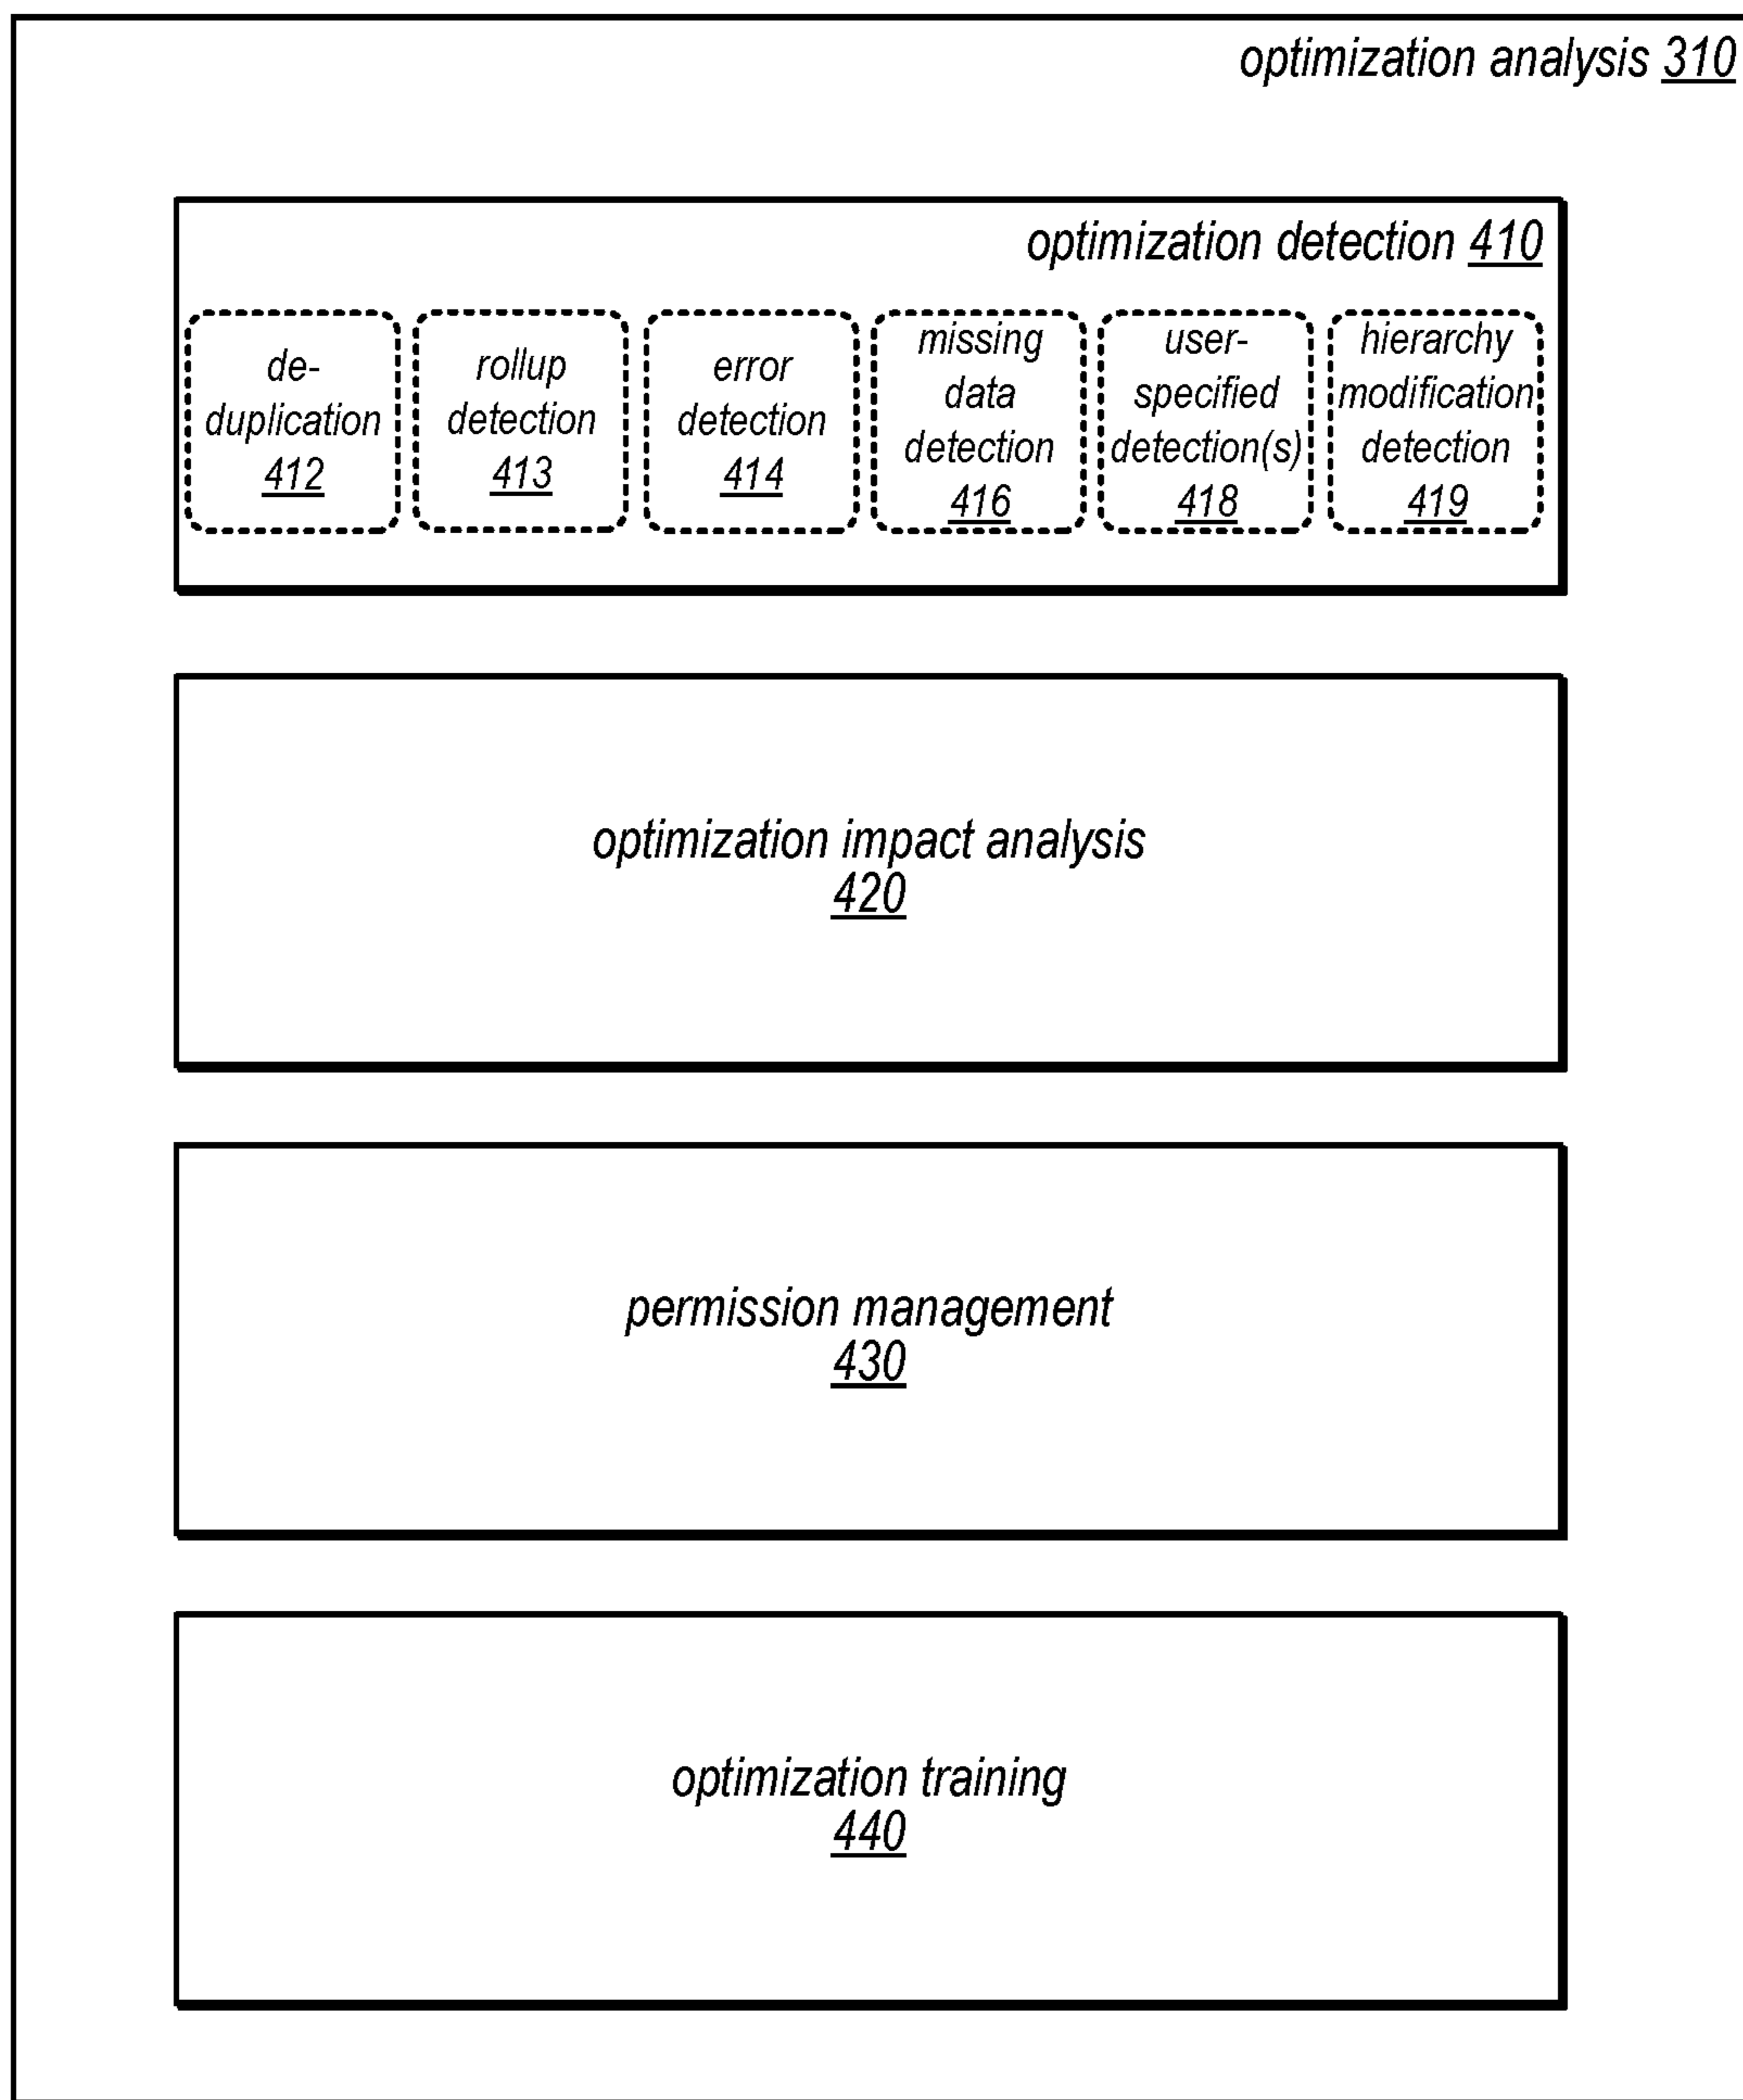 optimization analysis 310
optimization detection 410
de-
duplication
412
rollup
detection
413
error
detection
414
missing
data
detection
416
user-
specified
detection(s)
418
hierarchy
modification
detection
419
optimization impact analysis
420
permission management
430
optimization training
440